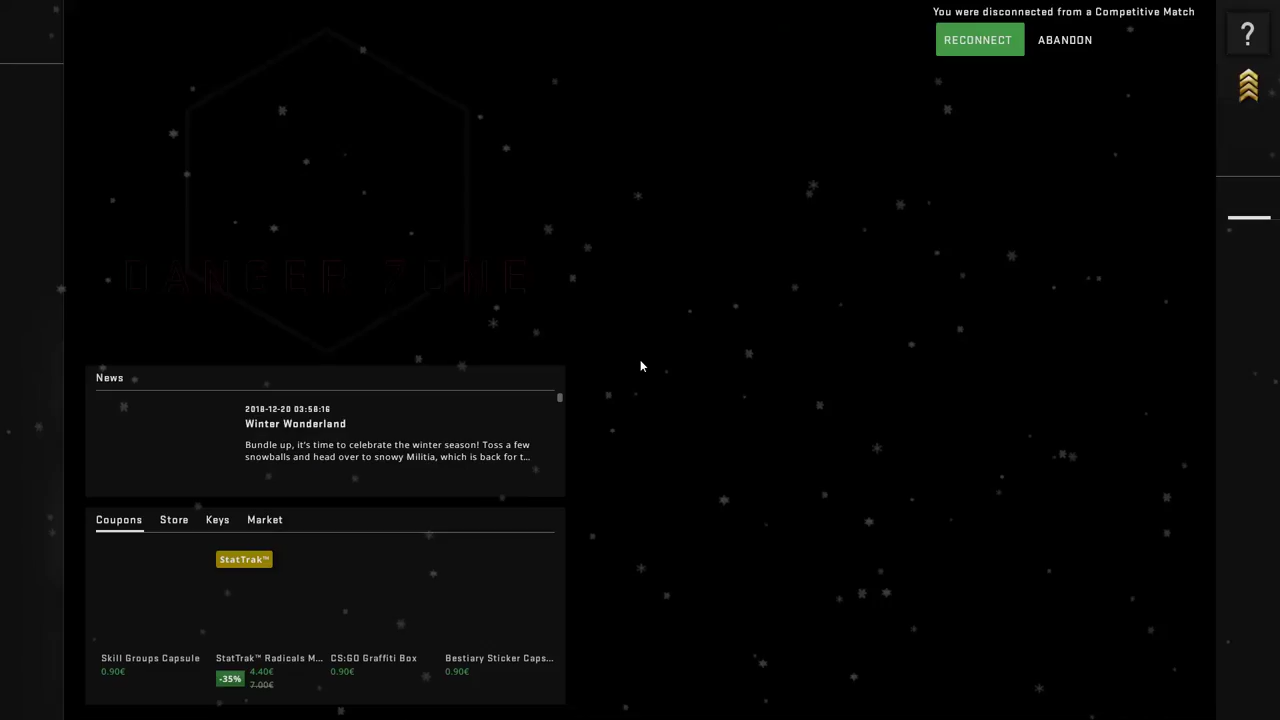 You were disconnected from a Competitive Match
RECONNECT
ABANDON
?
DANGER ZONE
News
2018-12-20 03:58:16
Winter Wonderland
Bundle up, it's time to celebrate the winter season! Toss a few
snowballs and head over to snowy Militia, which is back for t...
Coupons
Store
Keys
Market
StatTrak™
Skill Groups Capsule
0.90€
StatTrak™ Radicals M...
-35%
4.40€
7.00€
CS:GO Graffiti Box
0.90€
Bestiary Sticker Caps...
0.90€